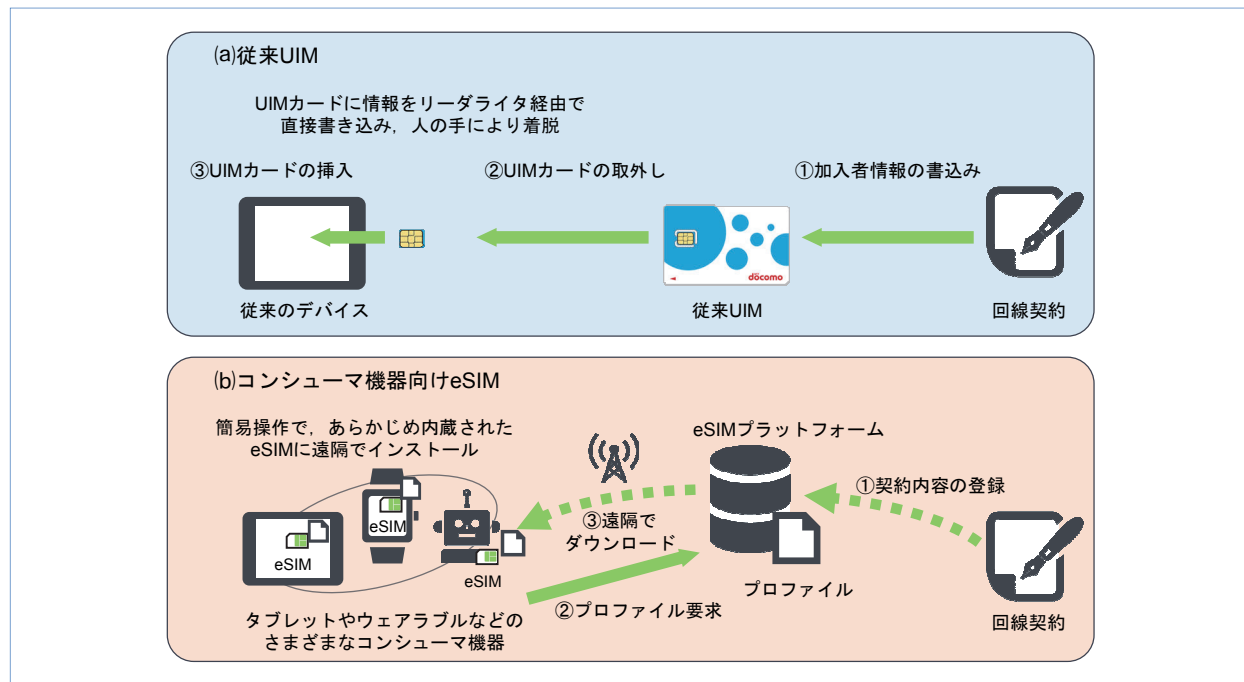 (a)従来UIM
UIMカードに情報をリーダライタ経由で
直接書き込み，人の手により着脱
③UIMカードの挿入
②UIMカードの取外し
①加入者情報の書込み
döcomo
従来のデバイス
従来UIM
回線契約
(b)コンシューマ機器向けeSIM
簡易操作で，あらかじめ内蔵された
eSIMに遠隔でインストール
eSIMプラットフォーム
①契約内容の登録
eSIM
eSIM
eSIM
③遠隔で
ダウンロード
②プロファイル要求
プロファイル
タブレットやウェアラブルなどの
さまざまなコンシューマ機器
回線契約